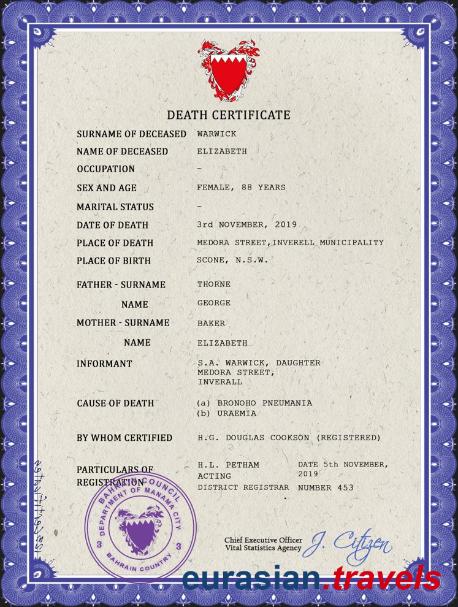 DEATH CERTIFICATE
SURNAME OF DECEASED WARWICK
NAME OF DECEASED ELIZABETH
OCCUPATION –
SEX AND AGE FEMALE, 88 YEARS
MARITAL STATUS –
DATE OF DEATH 3rd NOVEMBER, 2019
PLACE OF DEATH MEDORA STREET,INVERELL MUNICIPALITY
PLACE OF BIRTH SCONE, N.S.W.
FATHER - SURNAME THORNE
NAME GEORGE
MOTHER - SURNAME BAKER
NAME ELIZABETH
INFORMANT S.A. WARWICK, DAUGHTER
MEDORA STREET,
INVERALL
CAUSE OF DEATH (a) BRONOHO PNEUMANIA
(b) URAEMIA
BY WHOM CERTIFIED H.G. DOUGLAS COOKSON (REGISTERED)
PARTICULARS OF REGISTRATION H.L. PETHAM DATE 5th NOVEMBER, 2019
ACTING
DISTRICT REGISTRAR NUMBER 453
BAHRAIN COUNCIL
DEPARTMENT OF MANAMA CITY
BAHRAIN COUNTRY
3 3
Chief Executive Officer
Vital Statistics Agency
J. Citizen
eurasian.travels